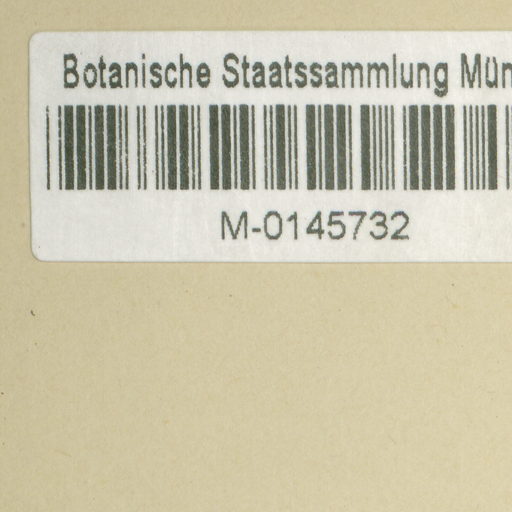 Botanische Staatssammlung Mün
M-0145732